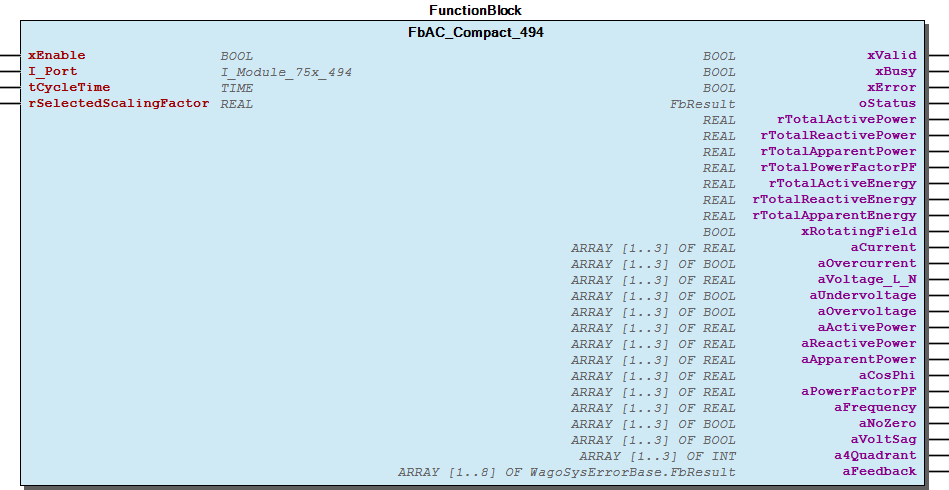 FunctionBlock
FbAC_Compact_494
xEnable BOOL BOOL xValid
I_Port I_Module_75x_494 BOOL xBusy
tCycleTime TIME BOOL xError
rSelectedScalingFactor REAL FbResult oStatus
REAL rTotalActivePower
REAL rTotalReactivePower
REAL rTotalApparentPower
REAL rTotalPowerFactorPF
REAL rTotalActiveEnergy
REAL rTotalReactiveEnergy
REAL rTotalApparentEnergy
BOOL xRotatingField
ARRAY [1..3] OF REAL aCurrent
ARRAY [1..3] OF BOOL aOvercurrent
ARRAY [1..3] OF REAL aVoltage_L_N
ARRAY [1..3] OF BOOL aUndervoltage
ARRAY [1..3] OF BOOL aOvervoltage
ARRAY [1..3] OF REAL aActivePower
ARRAY [1..3] OF REAL aReactivePower
ARRAY [1..3] OF REAL aApparentPower
ARRAY [1..3] OF REAL aCosPhi
ARRAY [1..3] OF REAL aPowerFactorPF
ARRAY [1..3] OF REAL aFrequency
ARRAY [1..3] OF BOOL aNoZero
ARRAY [1..3] OF BOOL aVoltSag
ARRAY [1..3] OF INT a4Quadrant
ARRAY [1..8] OF WagoSysErrorBase.FbResult aFeedback